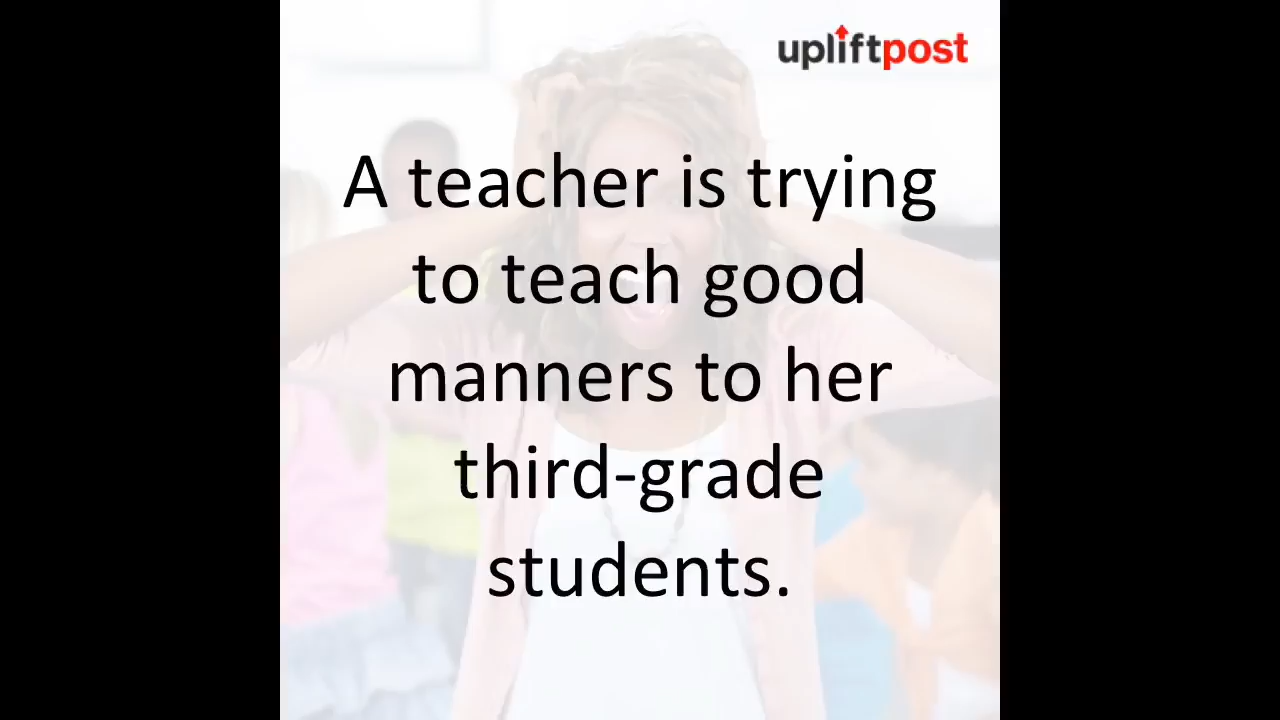 upliftpost
A teacher is trying
to teach good
manners to her
third-grade
students.